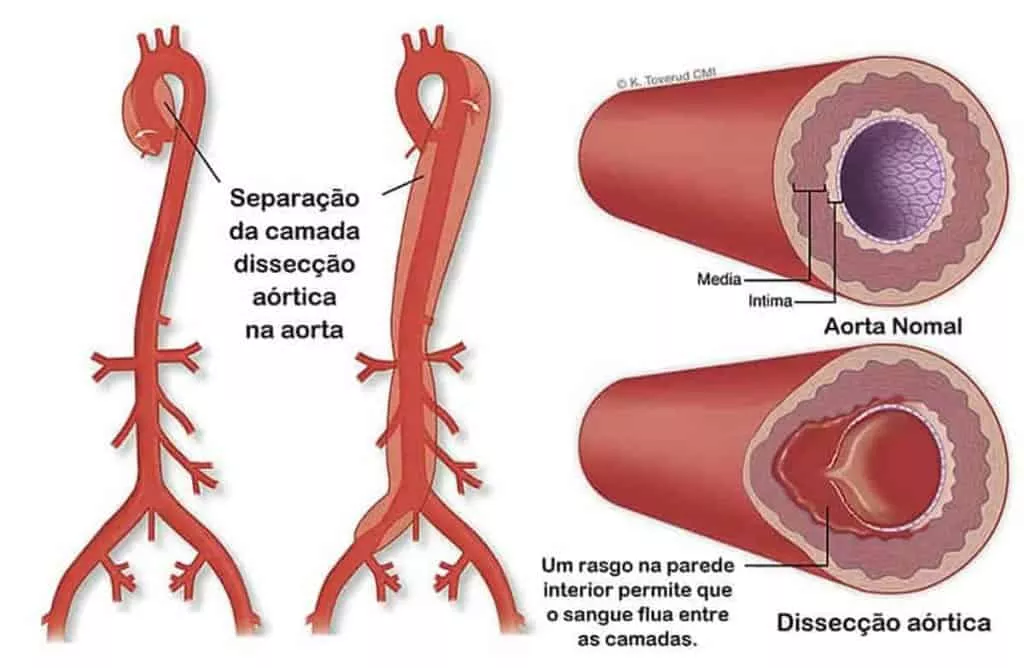 Separação
da camada
dissecção
aórtica
na aorta
© K. Toverud CMI
Media
Intima
Aorta Nomal
Um rasgo na parede
interior permite que
o sangue flua entre
as camadas.
Dissecção aórtica